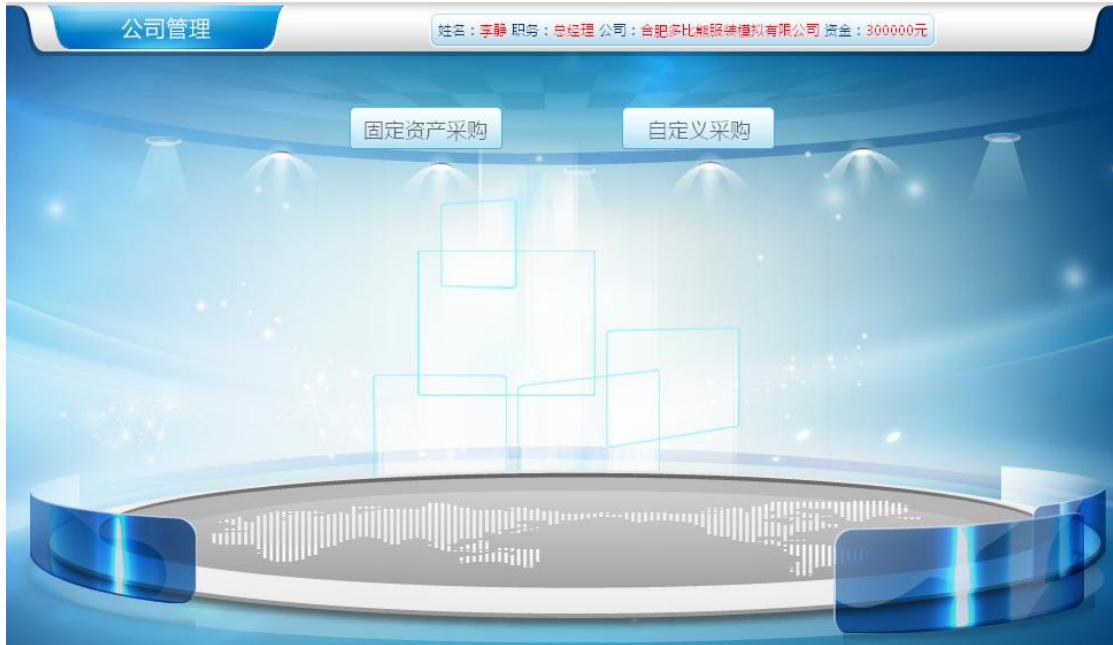 公司管理
姓名：李静 职务：总经理 公司：合肥多比熊服装模拟有限公司 资金：300000元
固定资产采购
自定义采购